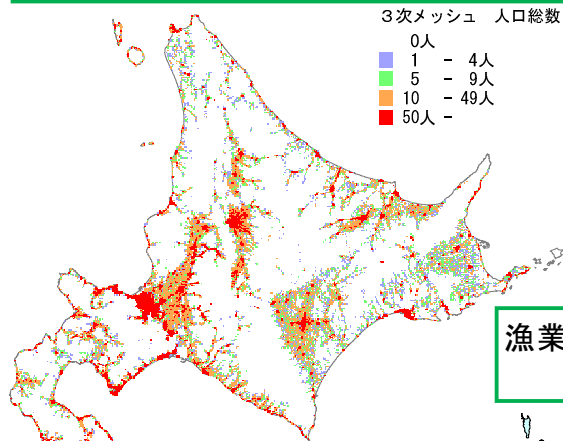 3次メッシュ 人口総数
0人
1 - 4人
5 - 9人
10 - 49人
50人 -
漁業